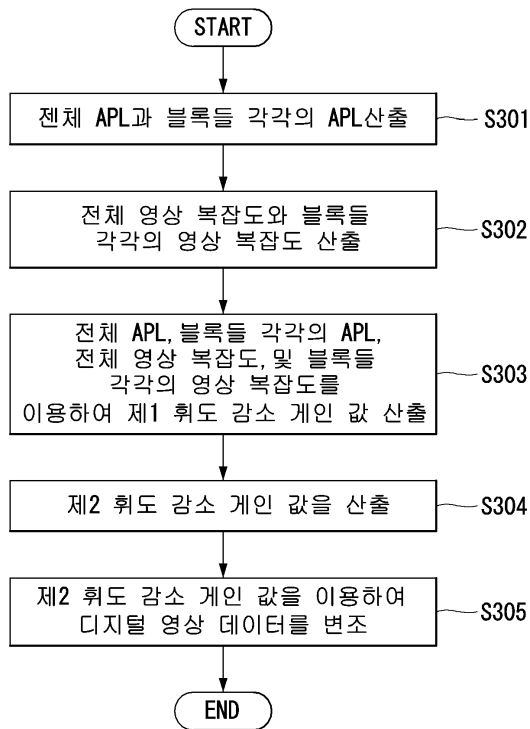 START
젠체 APL과 블록들 각각의 APL산출
S301
전체 영상 복잡도와 블록들
각각의 영상 복잡도 산출
S302
전체 APL, 블록들 각각의 APL,
전체 영상 복잡도, 및 블록들
각각의 영상 복잡도를
이용하여 제1 휘도 감소 게인 값 산출
S303
제2 휘도 감소 게인 값을 산출
S304
제2 휘도 감소 게인 값을 이용하여
디지털 영상 데이터를 변조
S305
END